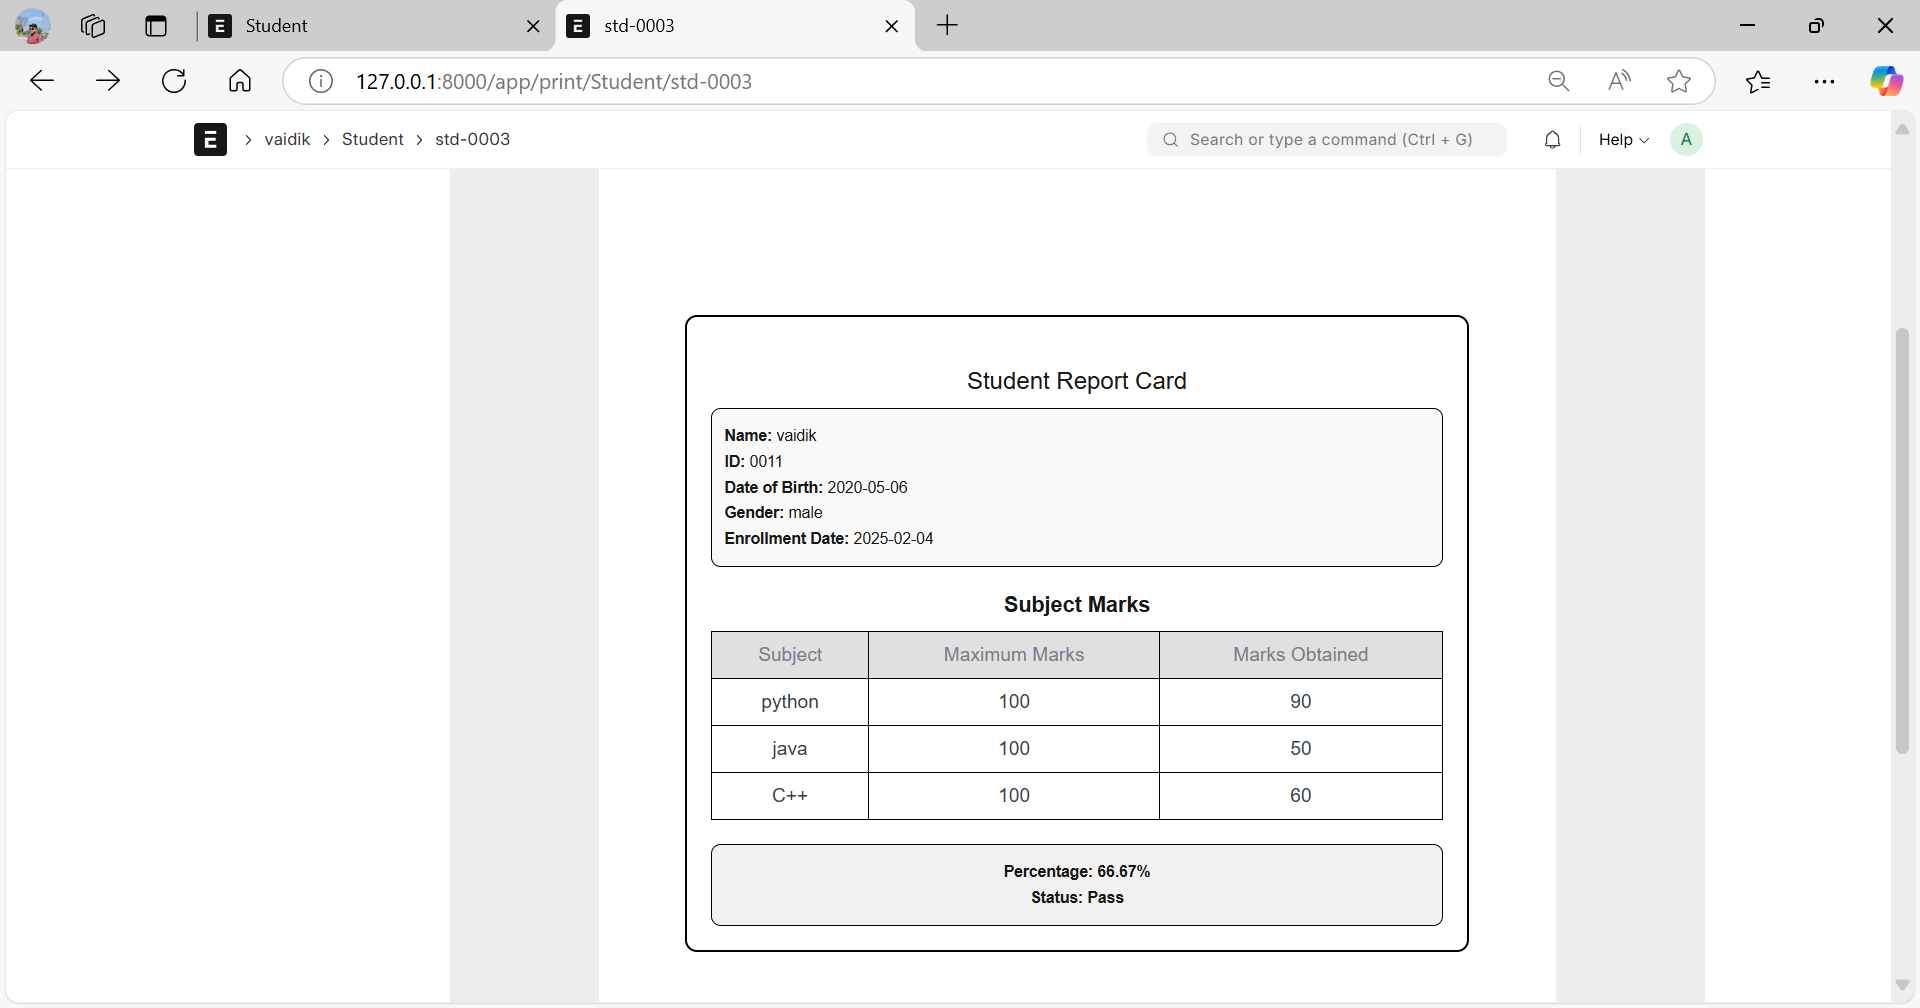 Student
std-0003
127.0.0.1:8000/app/print/Student/std-0003
E > vaidik > Student > std-0003
Search or type a command (Ctrl + G)
Help
A
Student Report Card
Name: vaidik
ID: 0011
Date of Birth: 2020-05-06
Gender: male
Enrollment Date: 2025-02-04
Subject Marks
Subject Maximum Marks Marks Obtained
python 100 90
java 100 50
C++ 100 60
Percentage: 66.67%
Status: Pass